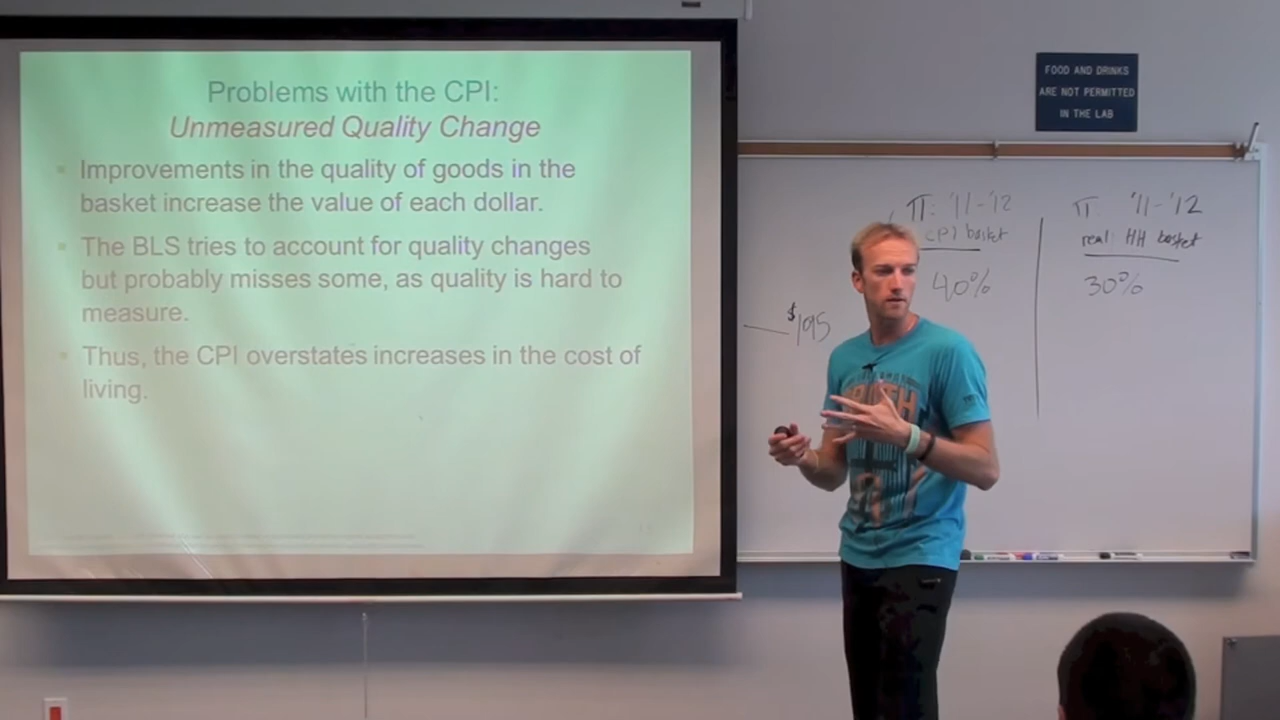 Problems with the CPI:
Unmeasured Quality Change
Improvements in the quality of goods in the
basket increase the value of each dollar.
The BLS tries to account for quality changes
but probably misses some, as quality is hard to
measure.
Thus, the CPI overstates increases in the cost of
living.
FOOD AND DRINKS
ARE NOT PERMITTED
IN THE LAB
π: '11-'12
CPI basket
40%
π: '11-'12
real: HH basket
30%
$195